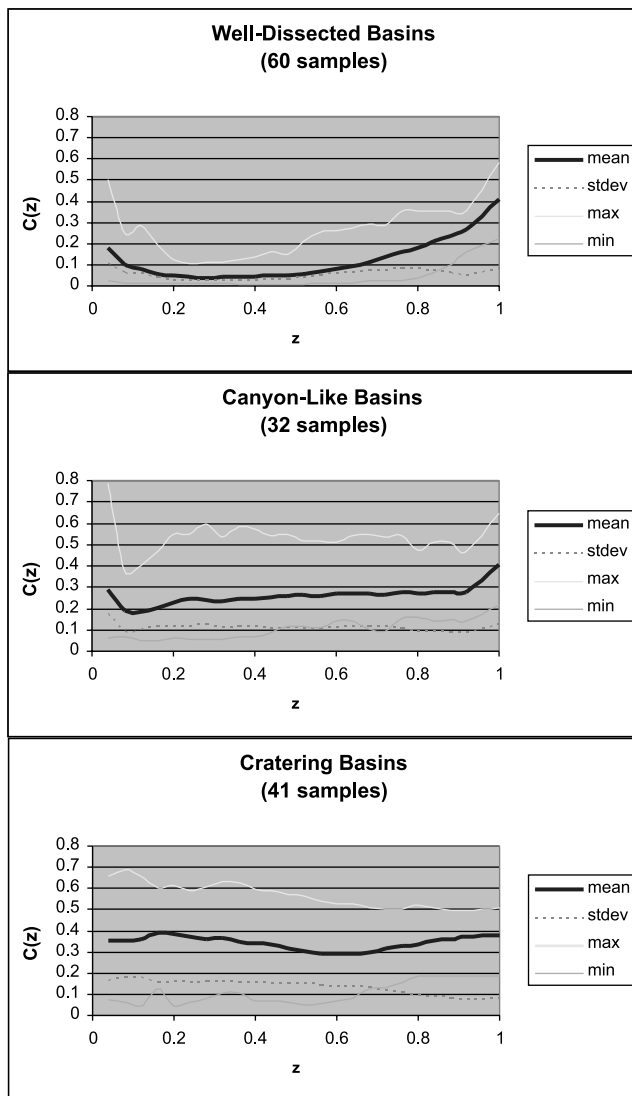 Well-Dissected Basins
(60 samples)
0.8
0.7
0.6
0.5
0.4
0.3
0.2
0.1
0
C(z)
0 0.2 0.4 0.6 0.8 1
z
mean
stdev
max
min
Canyon-Like Basins
(32 samples)
0.8
0.7
0.6
0.5
0.4
0.3
0.2
0.1
0
C(z)
0 0.2 0.4 0.6 0.8 1
z
mean
stdev
max
min
Cratering Basins
(41 samples)
0.8
0.7
0.6
0.5
0.4
0.3
0.2
0.1
0
C(z)
0 0.2 0.4 0.6 0.8 1
z
mean
stdev
max
min